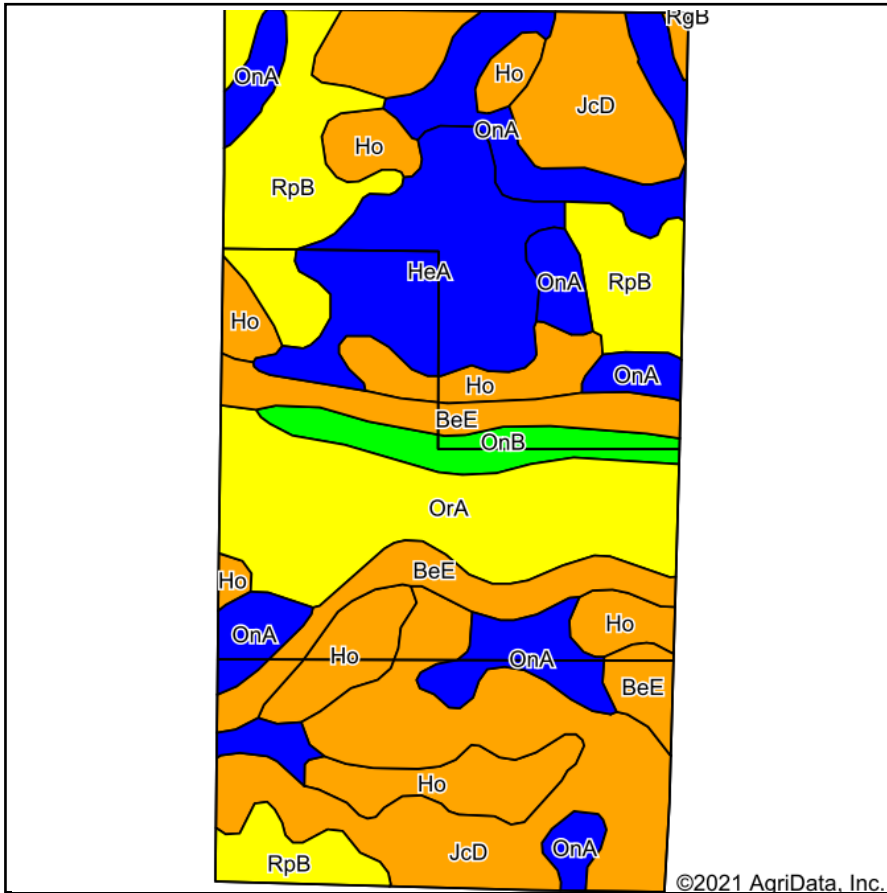 RgB
OnA
Ho
JcD
OnA
Ho
RpB
HeA
OnA
RpB
Ho
OnA
Ho
BeE
OnB
OrA
BeE
Ho
Ho
OnA
Ho
OnA
BeE
Ho
JcD
OnA
RpB
©2021 AgriData, Inc.